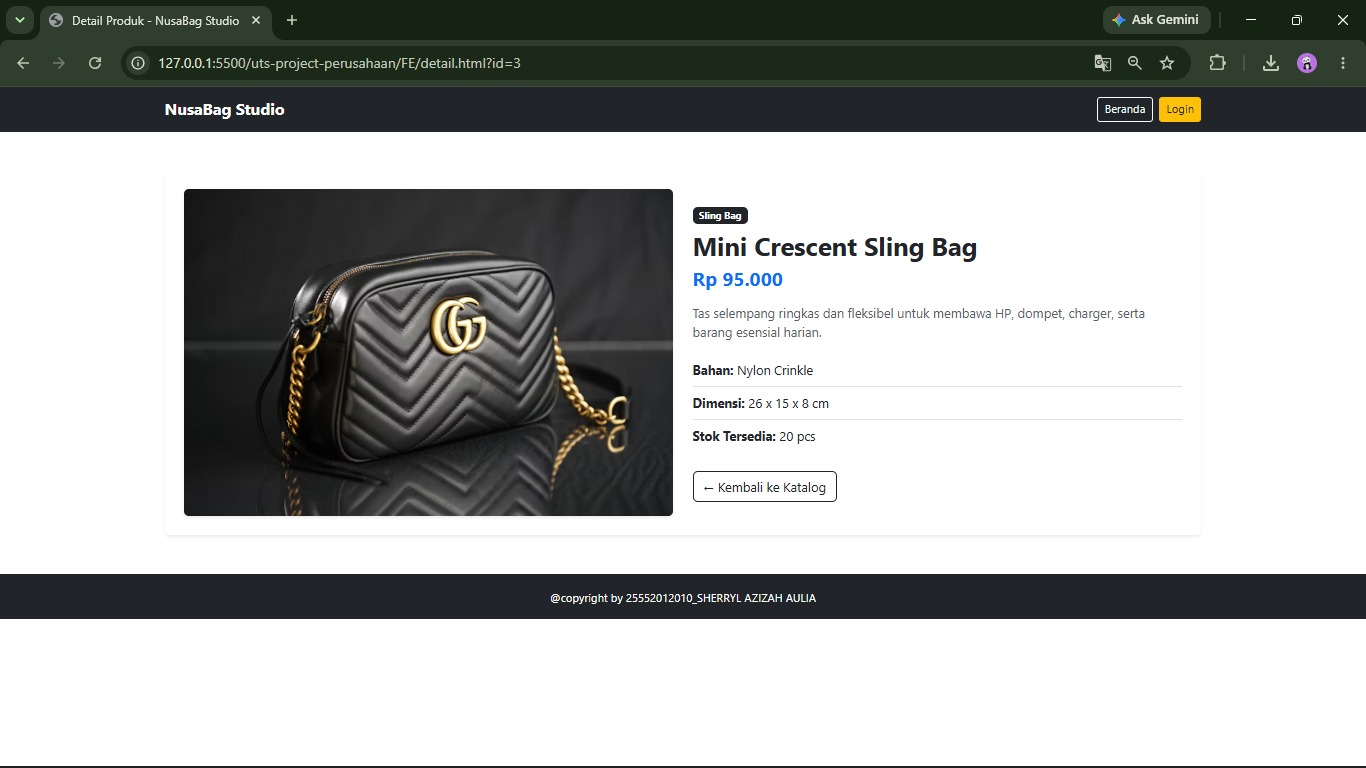 Detail Produk - NusaBag Studio
Ask Gemini
127.0.0.1:5500/uts-project-perusahaan/FE/detail.html?id=3
NusaBag Studio
Beranda
Login
Sling Bag
Mini Crescent Sling Bag
Rp 95.000
Tas selempang ringkas dan fleksibel untuk membawa HP, dompet, charger, serta
barang esensial harian.
Bahan: Nylon Crinkle
Dimensi: 26 x 15 x 8 cm
Stok Tersedia: 20 pcs
← Kembali ke Katalog
@copyright by 25552012010_SHERRYL AZIZAH AULIA